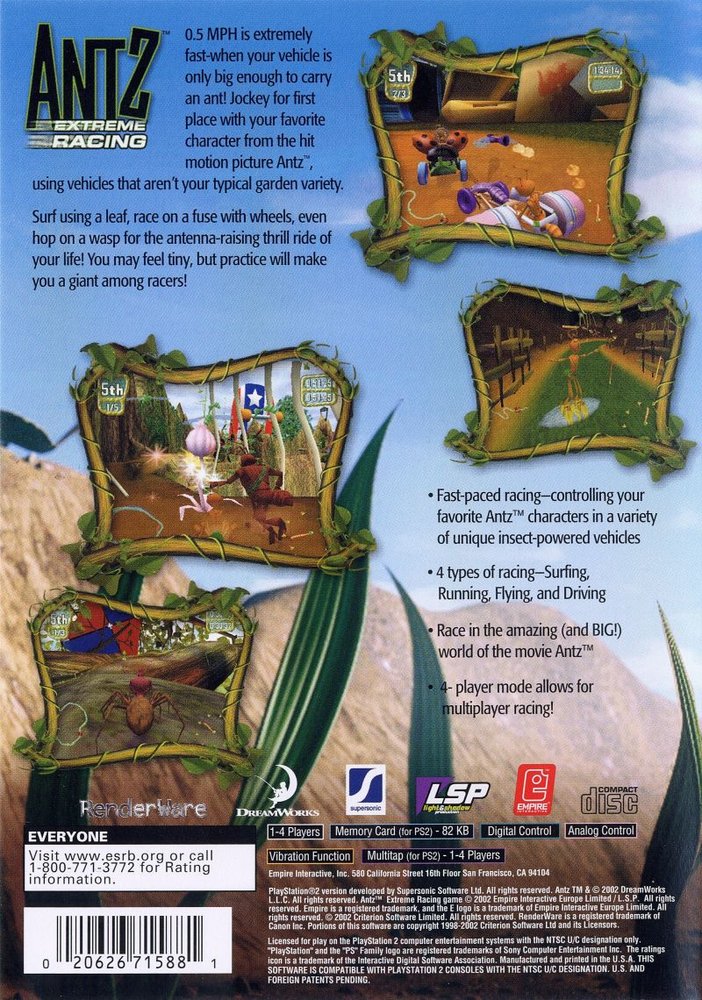 ANTZ™
EXTREME
RACING
0.5 MPH is extremely
fast-when your vehicle is
only big enough to carry
an ant! Jockey for first
place with your favorite
character from the hit
motion picture Antz™,
using vehicles that aren't your typical garden variety.
Surf using a leaf, race on a fuse with wheels, even
hop on a wasp for the antenna-raising thrill ride of
your life! You may feel tiny, but practice will make
you a giant among racers!
5th
1:24:14
5th
1/5
5th
• Fast-paced racing–controlling your
favorite Antz™ characters in a variety
of unique insect-powered vehicles
• 4 types of racing–Surfing,
Running, Flying, and Driving
• Race in the amazing (and BIG!)
world of the movie Antz™
• 4- player mode allows for
multiplayer racing!
RenderWare
DREAMWORKS
supersonic
LSP
light&shadow
production
EMPIRE
INTERACTIVE
COMPACT
disc
EVERYONE
Visit www.esrb.org or call
1-800-771-3772 for Rating
information.
1-4 Players
Memory Card (for PS2) - 82 KB
Digital Control
Analog Control
Vibration Function
Multitap (for PS2) - 1-4 Players
Empire Interactive, Inc. 580 California Street 16th Floor San Francisco, CA 94104
PlayStation®2 version developed by Supersonic Software Ltd. All rights reserved. Antz TM & © 2002 DreamWorks
L.L.C. All rights reserved. Antz™ Extreme Racing game © 2002 Empire Interactive Europe Limited / L.S.P. All rights
reserved. Empire is a registered trademark, and the E logo is a trademark of Empire Interactive Europe Limited. All
rights reserved. © 2002 Criterion Software Limited. All rights reserved. RenderWare is a registered trademark of
Canon Inc. Portions of this software are copyright 1998-2002 Criterion Software Ltd and its Licensors.
Licensed for play on the PlayStation 2 computer entertainment systems with the NTSC U/C designation only.
"PlayStation" and the "PS" Family logo are registered trademarks of Sony Computer Entertainment Inc. The ratings
icon is a trademark of the Interactive Digital Software Association. Manufactured and printed in the U.S.A. THIS
SOFTWARE IS COMPATIBLE WITH PLAYSTATION 2 CONSOLES WITH THE NTSC U/C DESIGNATION. U.S. AND
FOREIGN PATENTS PENDING.
0 20626 71588 1